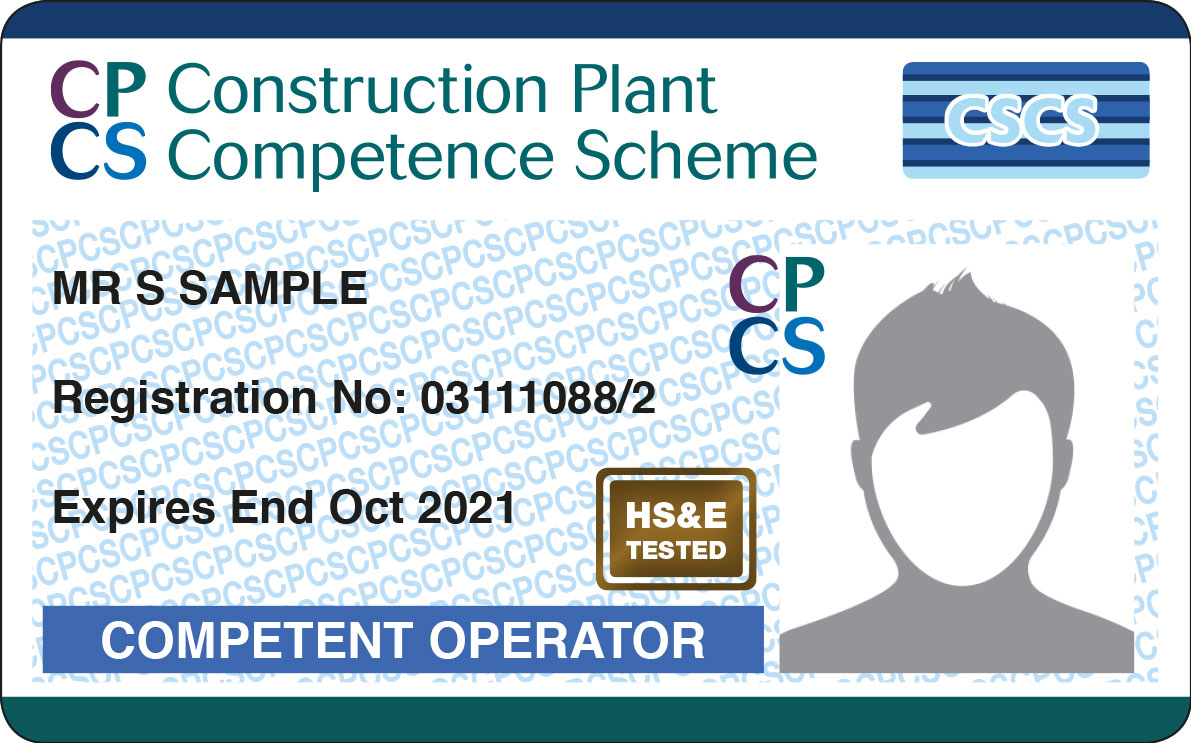 CP Construction Plant
CS Competence Scheme
CSCS
MR S SAMPLE
CP
CS
Registration No: 03111088/2
Expires End Oct 2021
HS&E
TESTED
COMPETENT OPERATOR